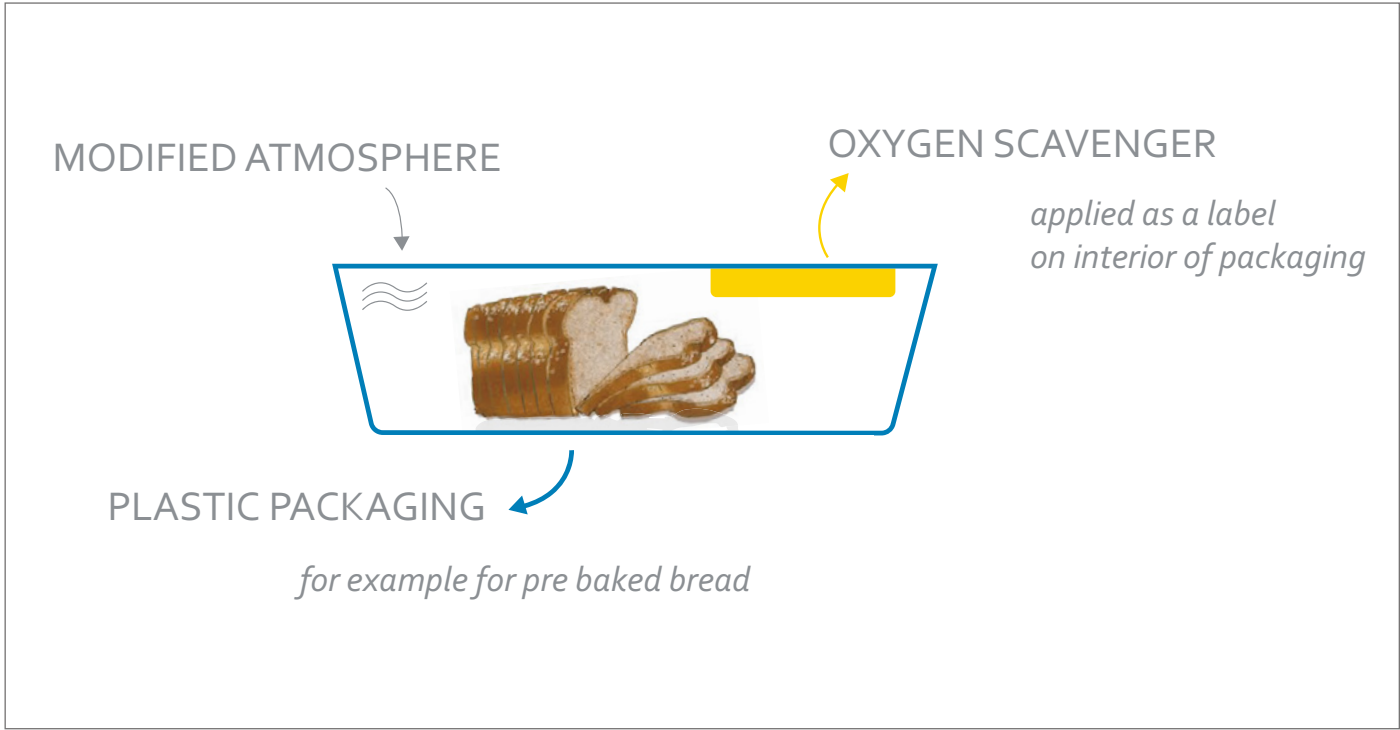 MODIFIED ATMOSPHERE
OXYGEN SCAVENGER
applied as a label
on interior of packaging
PLASTIC PACKAGING
for example for pre baked bread